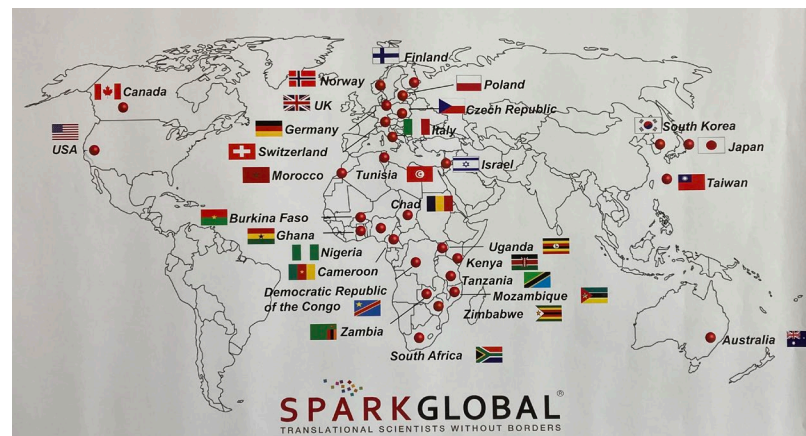 Finland
Norway
Poland
Canada
UK
Czech Republic
Germany
Italy
South Korea
USA
Switzerland
Israel
Japan
Morocco
Tunisia
Taiwan
Chad
Burkina Faso
Ghana
Uganda
Nigeria
Kenya
Cameroon
Tanzania
Democratic Republic
of the Congo
Mozambique
Zimbabwe
Zambia
Australia
South Africa
SPARKGLOBAL®
TRANSLATIONAL SCIENTISTS WITHOUT BORDERS